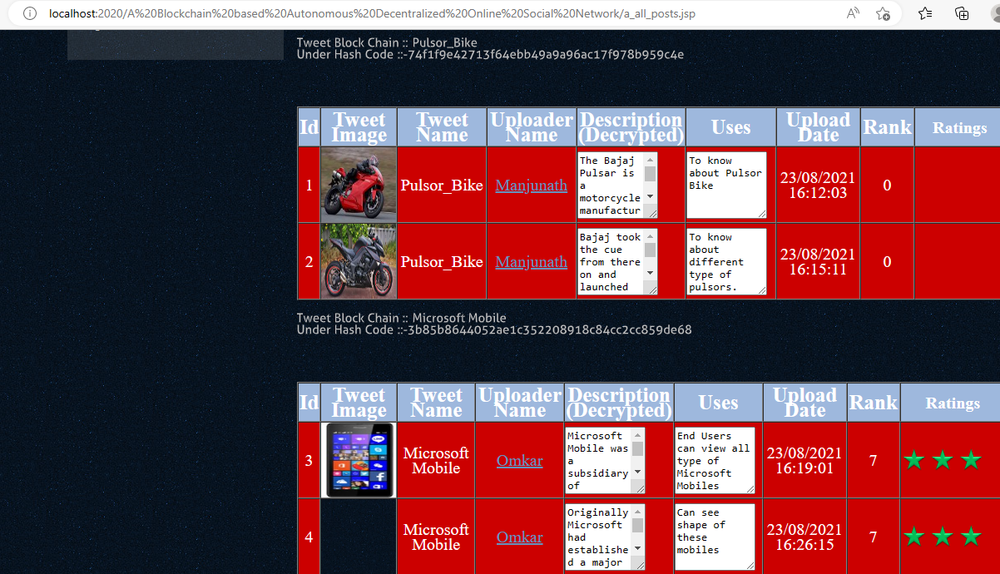 localhost:2020/A%20Blockchain%20based%20Autonomous%20Decentralized%20Online%20Social%20Network/a_all_posts.jsp
Tweet Block Chain :: Pulsor_Bike
Under Hash Code ::-74f1f9e42713f64ebb49a9a96ac17f978b959c4e
Id Tweet Image Tweet Name Uploader Name Description (Decrypted) Uses Upload Date Rank Ratings
1 Pulsor_Bike Manjunath The Bajaj Pulsar is a motorcycle manufactur To know about Pulsor Bike 23/08/2021 16:12:03 0
2 Pulsor_Bike Manjunath Bajaj took the cue from there on and launched To know about different type of pulsors. 23/08/2021 16:15:11 0
Tweet Block Chain :: Microsoft Mobile
Under Hash Code ::-3b85b8644052ae1c352208918c84cc2cc859de68
Id Tweet Image Tweet Name Uploader Name Description (Decrypted) Uses Upload Date Rank Ratings
3 Microsoft Mobile Omkar Microsoft Mobile was a subsidiary of End Users can view all type of Microsoft Mobiles 23/08/2021 16:19:01 7
4 Microsoft Mobile Omkar Originally Microsoft had establishe d a major Can see shape of these mobiles 23/08/2021 16:26:15 7